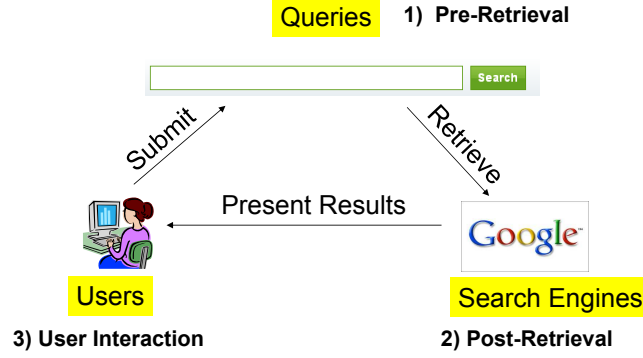 Queries 1) Pre-Retrieval
Search
Submit
Retrieve
Present Results
Google
Users
Search Engines
3) User Interaction
2) Post-Retrieval